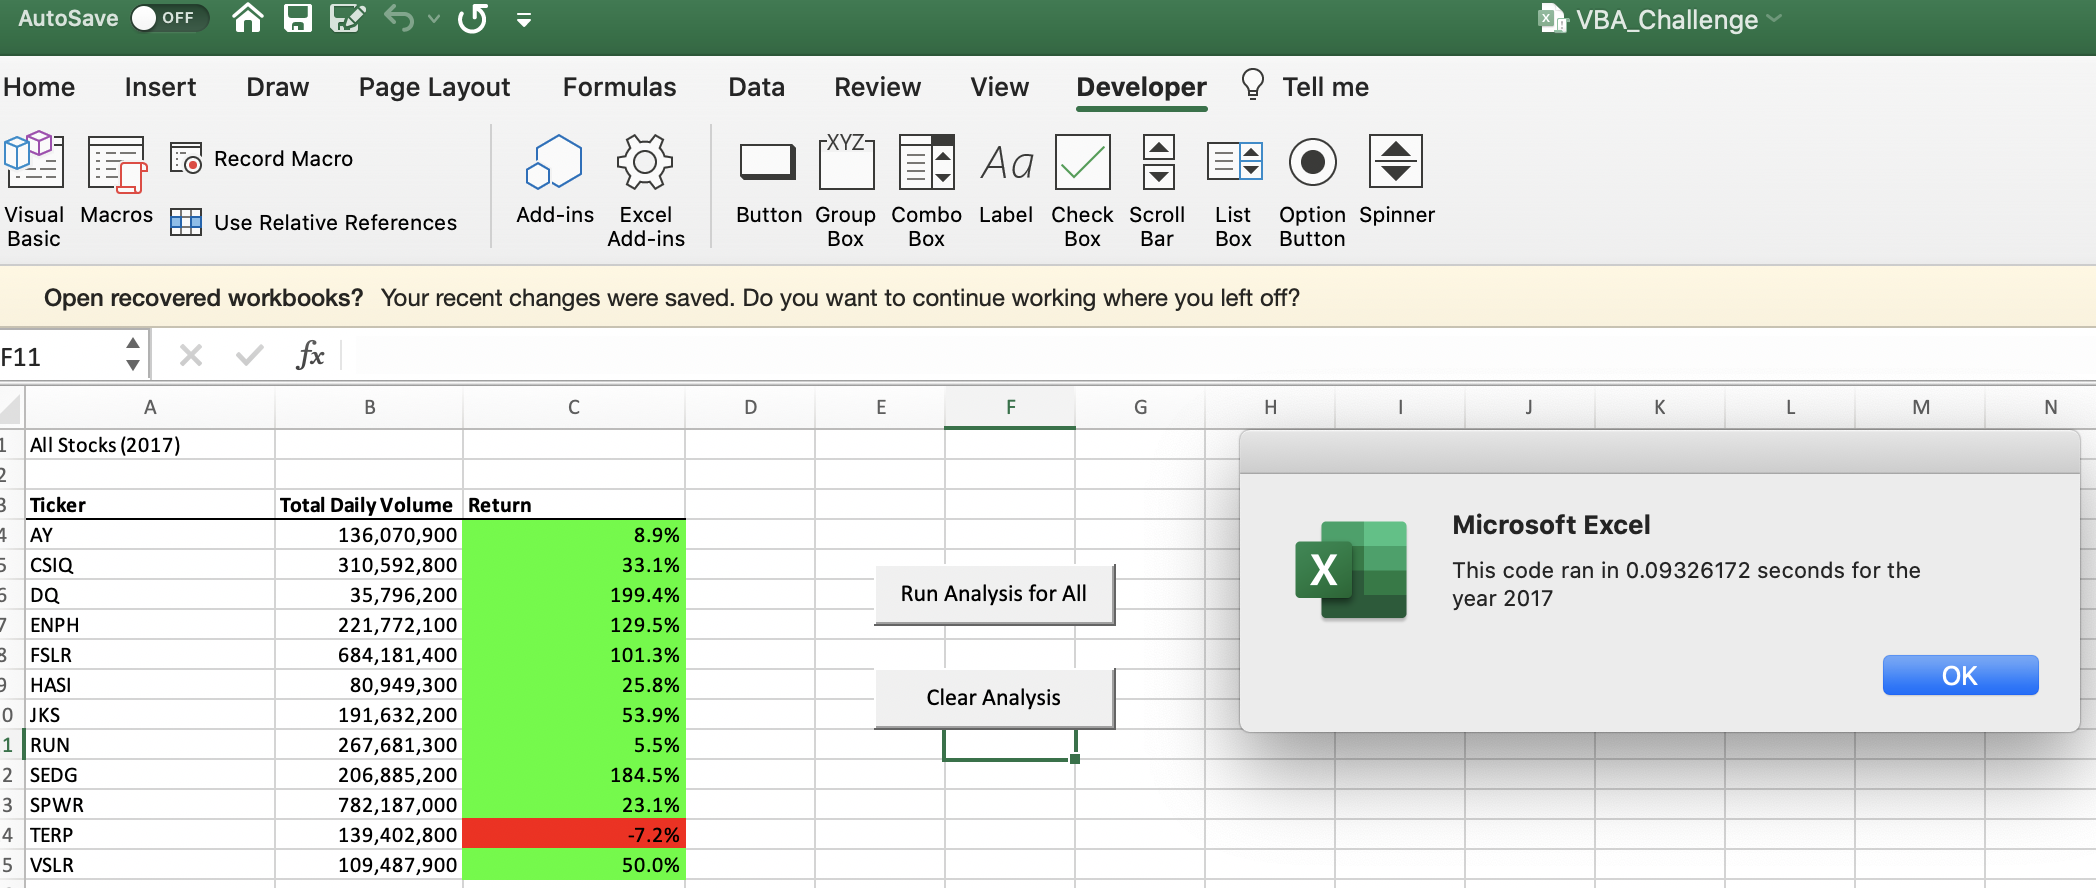 AutoSave OFF VBA_Challenge
Home Insert Draw Page Layout Formulas Data Review View Developer Tell me
Visual Basic Macros Record Macro Use Relative References Add-ins Excel Add-ins XYZ Button Group Box Combo Box Aa Label Check Box Scroll Bar List Box Option Button Spinner
Open recovered workbooks? Your recent changes were saved. Do you want to continue working where you left off?
F11 fx
A B C D E F G H I J K L M N
1 All Stocks (2017)
2
3 Ticker Total Daily Volume Return
4 AY 136,070,900 8.9%
5 CSIQ 310,592,800 33.1%
6 DQ 35,796,200 199.4%
7 ENPH 221,772,100 129.5%
8 FSLR 684,181,400 101.3%
9 HASI 80,949,300 25.8%
0 JKS 191,632,200 53.9%
1 RUN 267,681,300 5.5%
2 SEDG 206,885,200 184.5%
3 SPWR 782,187,000 23.1%
4 TERP 139,402,800 -7.2%
5 VSLR 109,487,900 50.0%
Run Analysis for All
Clear Analysis
Microsoft Excel
X
This code ran in 0.09326172 seconds for the
year 2017
OK